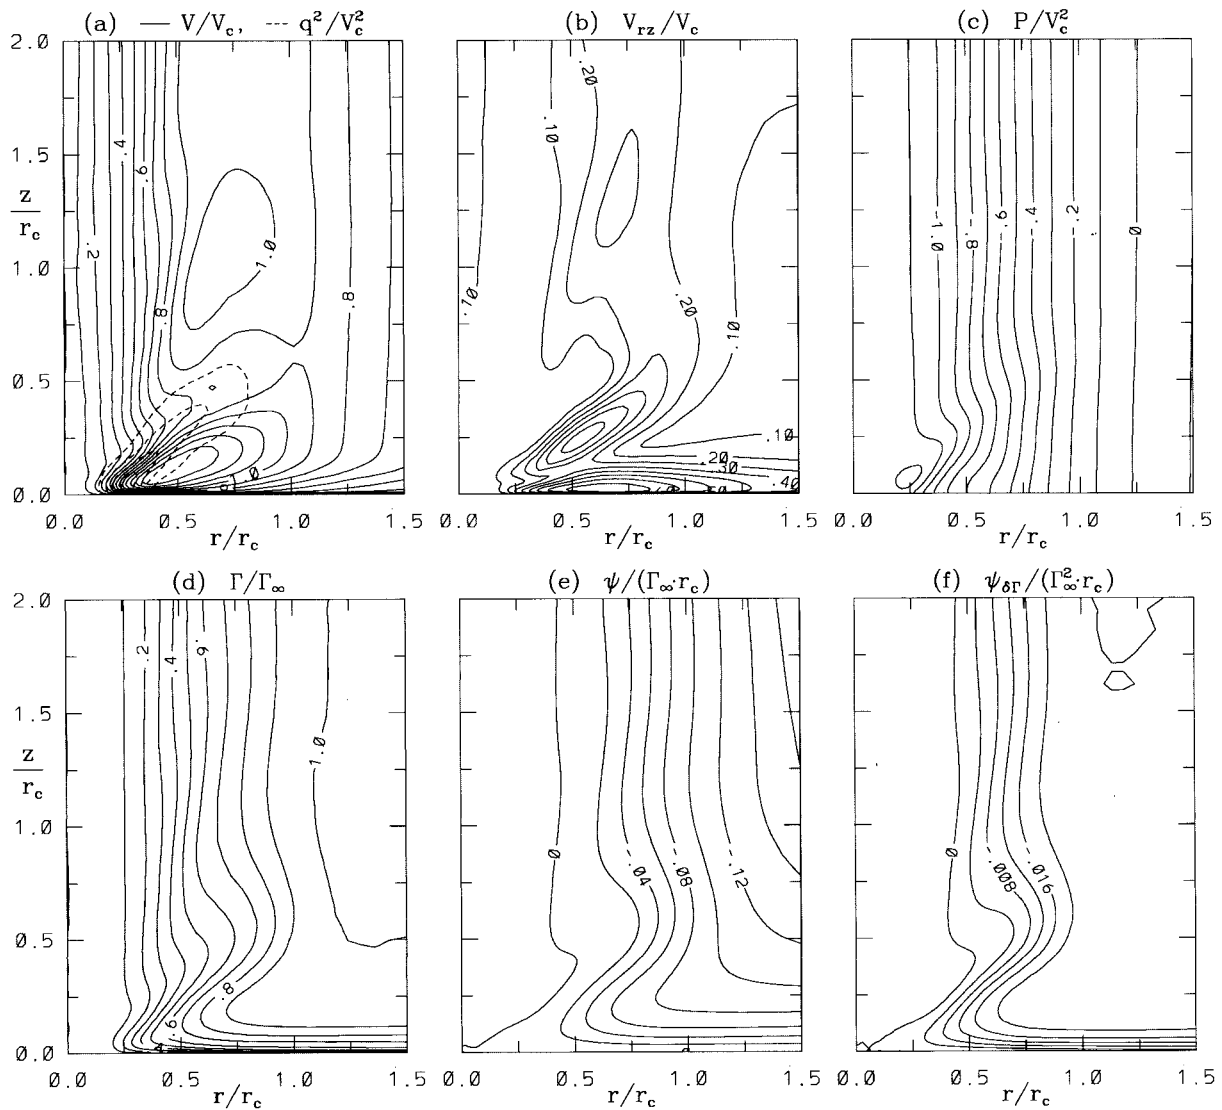 (a) — V/V_c, --- q²/V_c²
(b) V_rz/V_c
(c) P/V_c²
2.0
1.5
z/r_c
1.0
0.5
0.0
.4
.6
.2
1.0
.8
.8
.20
.10
.10
.10
.20
.10
.10
.20
.30
.40
-1.0
-.8
-.6
-.4
-.2
0
0.0 0.5 1.0 1.5
r/r_c
0.0 0.5 1.0 1.5
r/r_c
0.0 0.5 1.0 1.5
r/r_c
(d) Γ/Γ_∞
(e) ψ/(Γ_∞·r_c)
(f) ψ_δΓ/(Γ_∞²·r_c)
2.0
1.5
z/r_c
1.0
0.5
0.0
.2
.4
.6
1.0
.8
.6
0
-.04
-.08
-.12
0
-.008
-.016
0.0 0.5 1.0 1.5
r/r_c
0.0 0.5 1.0 1.5
r/r_c
0.0 0.5 1.0 1.5
r/r_c